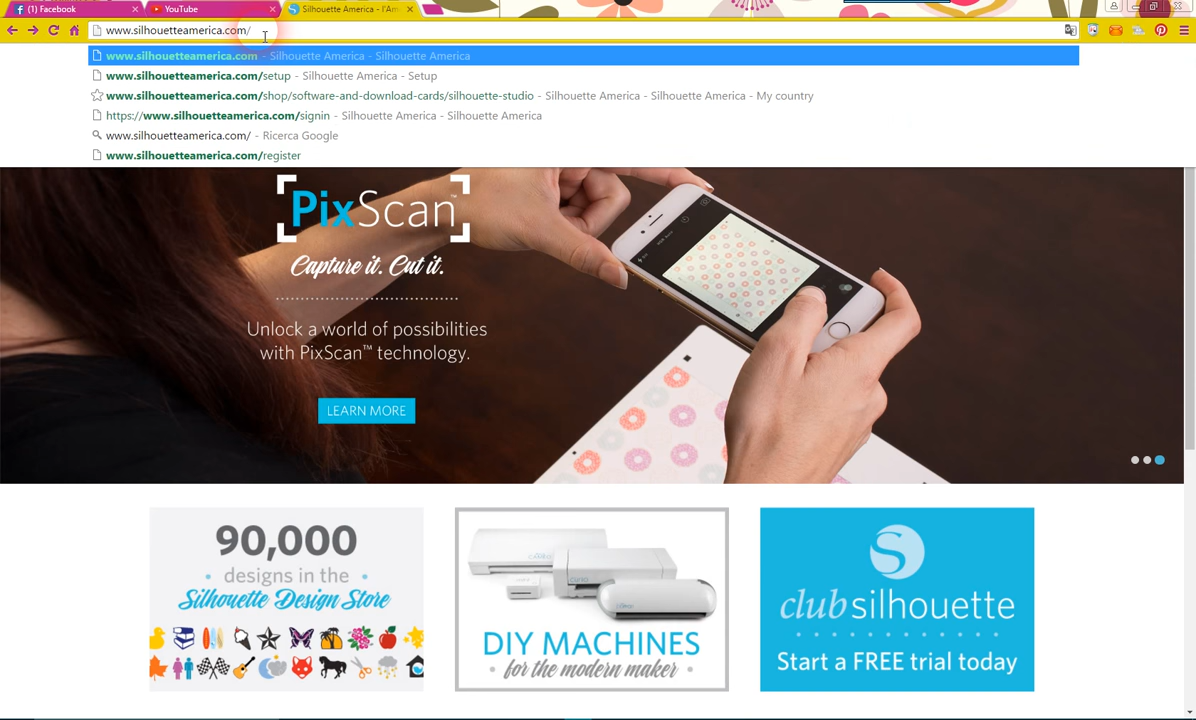 (1) Facebook
YouTube
Silhouette America - l'Am
www.silhouetteamerica.com/
www.silhouetteamerica.com - Silhouette America - Silhouette America
www.silhouetteamerica.com/setup - Silhouette America - Setup
www.silhouetteamerica.com/shop/software-and-download-cards/silhouette-studio - Silhouette America - Silhouette America - My country
https://www.silhouetteamerica.com/signin - Silhouette America - Silhouette America
www.silhouetteamerica.com/ - Ricerca Google
www.silhouetteamerica.com/register
PixScan™
Capture it. Cut it.
Unlock a world of possibilities
with PixScan™ technology.
LEARN MORE
90,000
• designs in the •
Silhouette Design Store
DIY MACHINES
for the modern maker
club silhouette
Start a FREE trial today